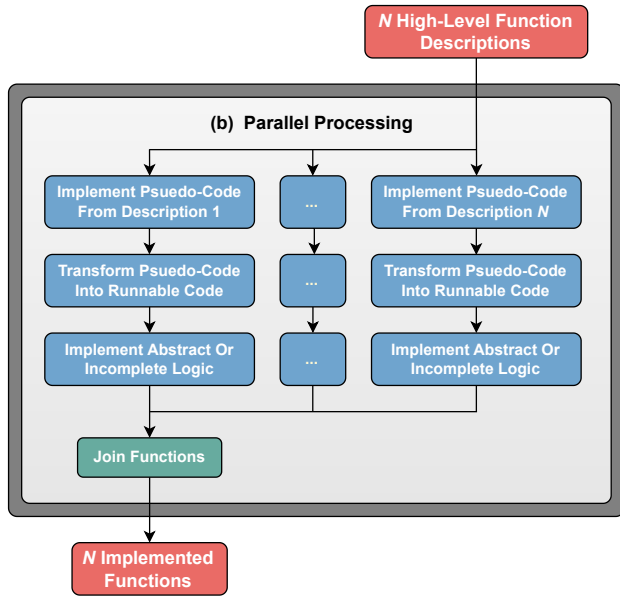 N High-Level Function
Descriptions
(b) Parallel Processing
Implement Psuedo-Code
From Description 1
...
Implement Psuedo-Code
From Description N
Transform Psuedo-Code
Into Runnable Code
...
Transform Psuedo-Code
Into Runnable Code
Implement Abstract Or
Incomplete Logic
...
Implement Abstract Or
Incomplete Logic
Join Functions
N Implemented
Functions